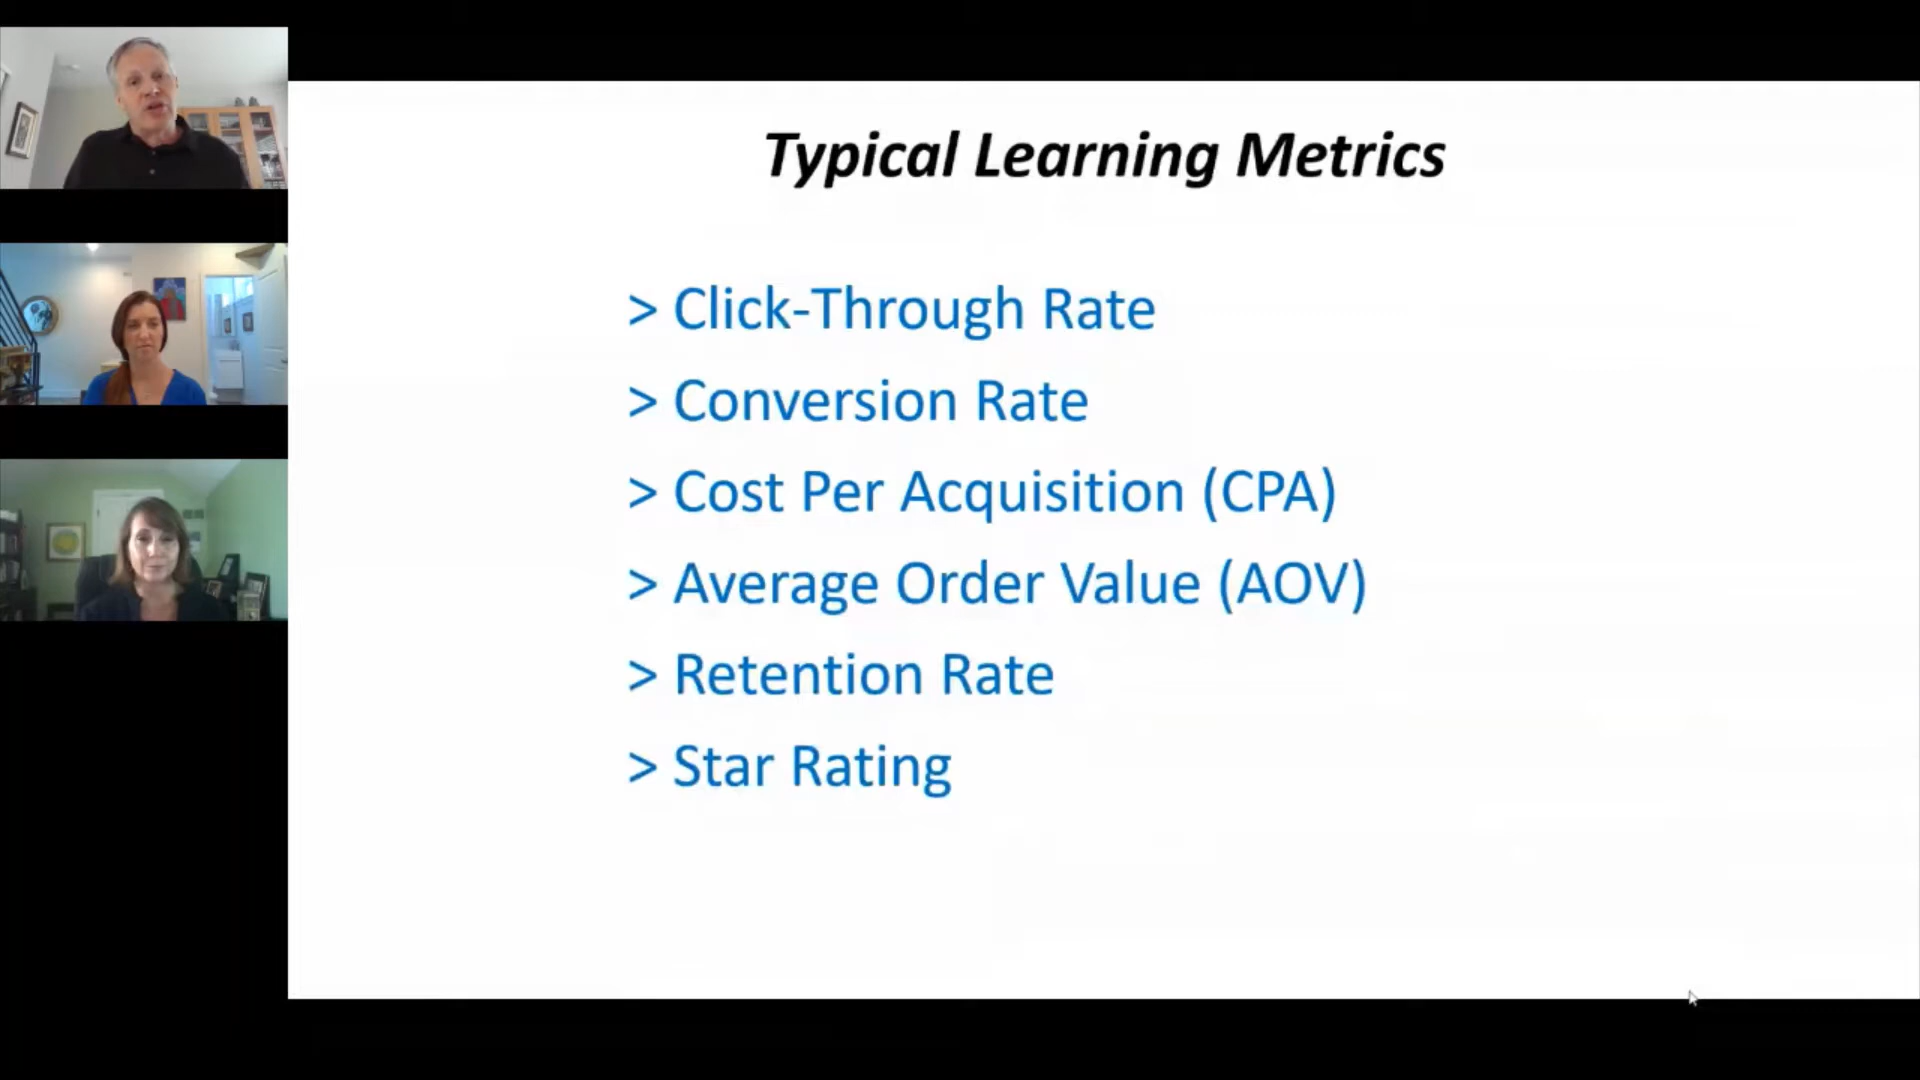 Typical Learning Metrics
> Click-Through Rate
> Conversion Rate
> Cost Per Acquisition (CPA)
> Average Order Value (AOV)
> Retention Rate
> Star Rating